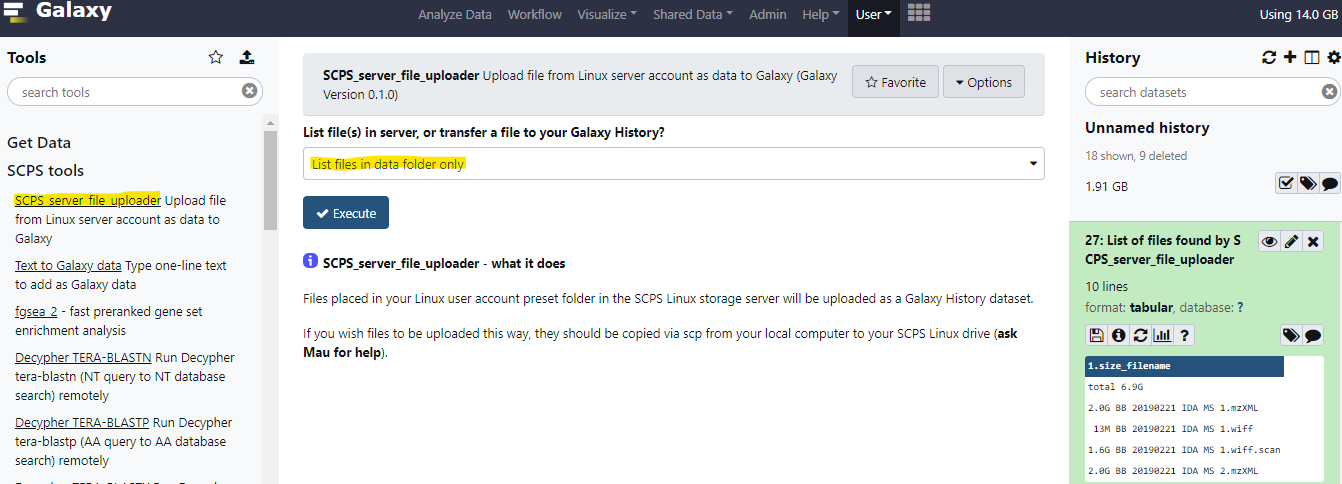 Galaxy
Analyze Data Workflow Visualize Shared Data Admin Help User
Using 14.0 GB
Tools
search tools
Get Data
SCPS tools
SCPS_server_file_uploader Upload file
from Linux server account as data to
Galaxy
Text to Galaxy data Type one-line text
to add as Galaxy data
fgsea_2 - fast preranked gene set
enrichment analysis
Decypher TERA-BLASTN Run Decypher
tera-blastn (NT query to NT database
search) remotely
Decypher TERA-BLASTP Run Decypher
tera-blastp (AA query to AA database
search) remotely
SCPS_server_file_uploader Upload file from Linux server account as data to Galaxy (Galaxy
Version 0.1.0)
Favorite
Options
List file(s) in server, or transfer a file to your Galaxy History?
List files in data folder only
Execute
SCPS_server_file_uploader - what it does
Files placed in your Linux user account preset folder in the SCPS Linux storage server will be uploaded as a Galaxy History dataset.
If you wish files to be uploaded this way, they should be copied via scp from your local computer to your SCPS Linux drive (ask
Mau for help).
History
search datasets
Unnamed history
18 shown, 9 deleted
1.91 GB
27: List of files found by S
CPS_server_file_uploader
10 lines
format: tabular, database: ?
1.size_filename
total 6.9G
2.0G BB 20190221 IDA MS 1.mzXML
13M BB 20190221 IDA MS 1.wiff
1.6G BB 20190221 IDA MS 1.wiff.scan
2.0G BB 20190221 IDA MS 2.mzXML